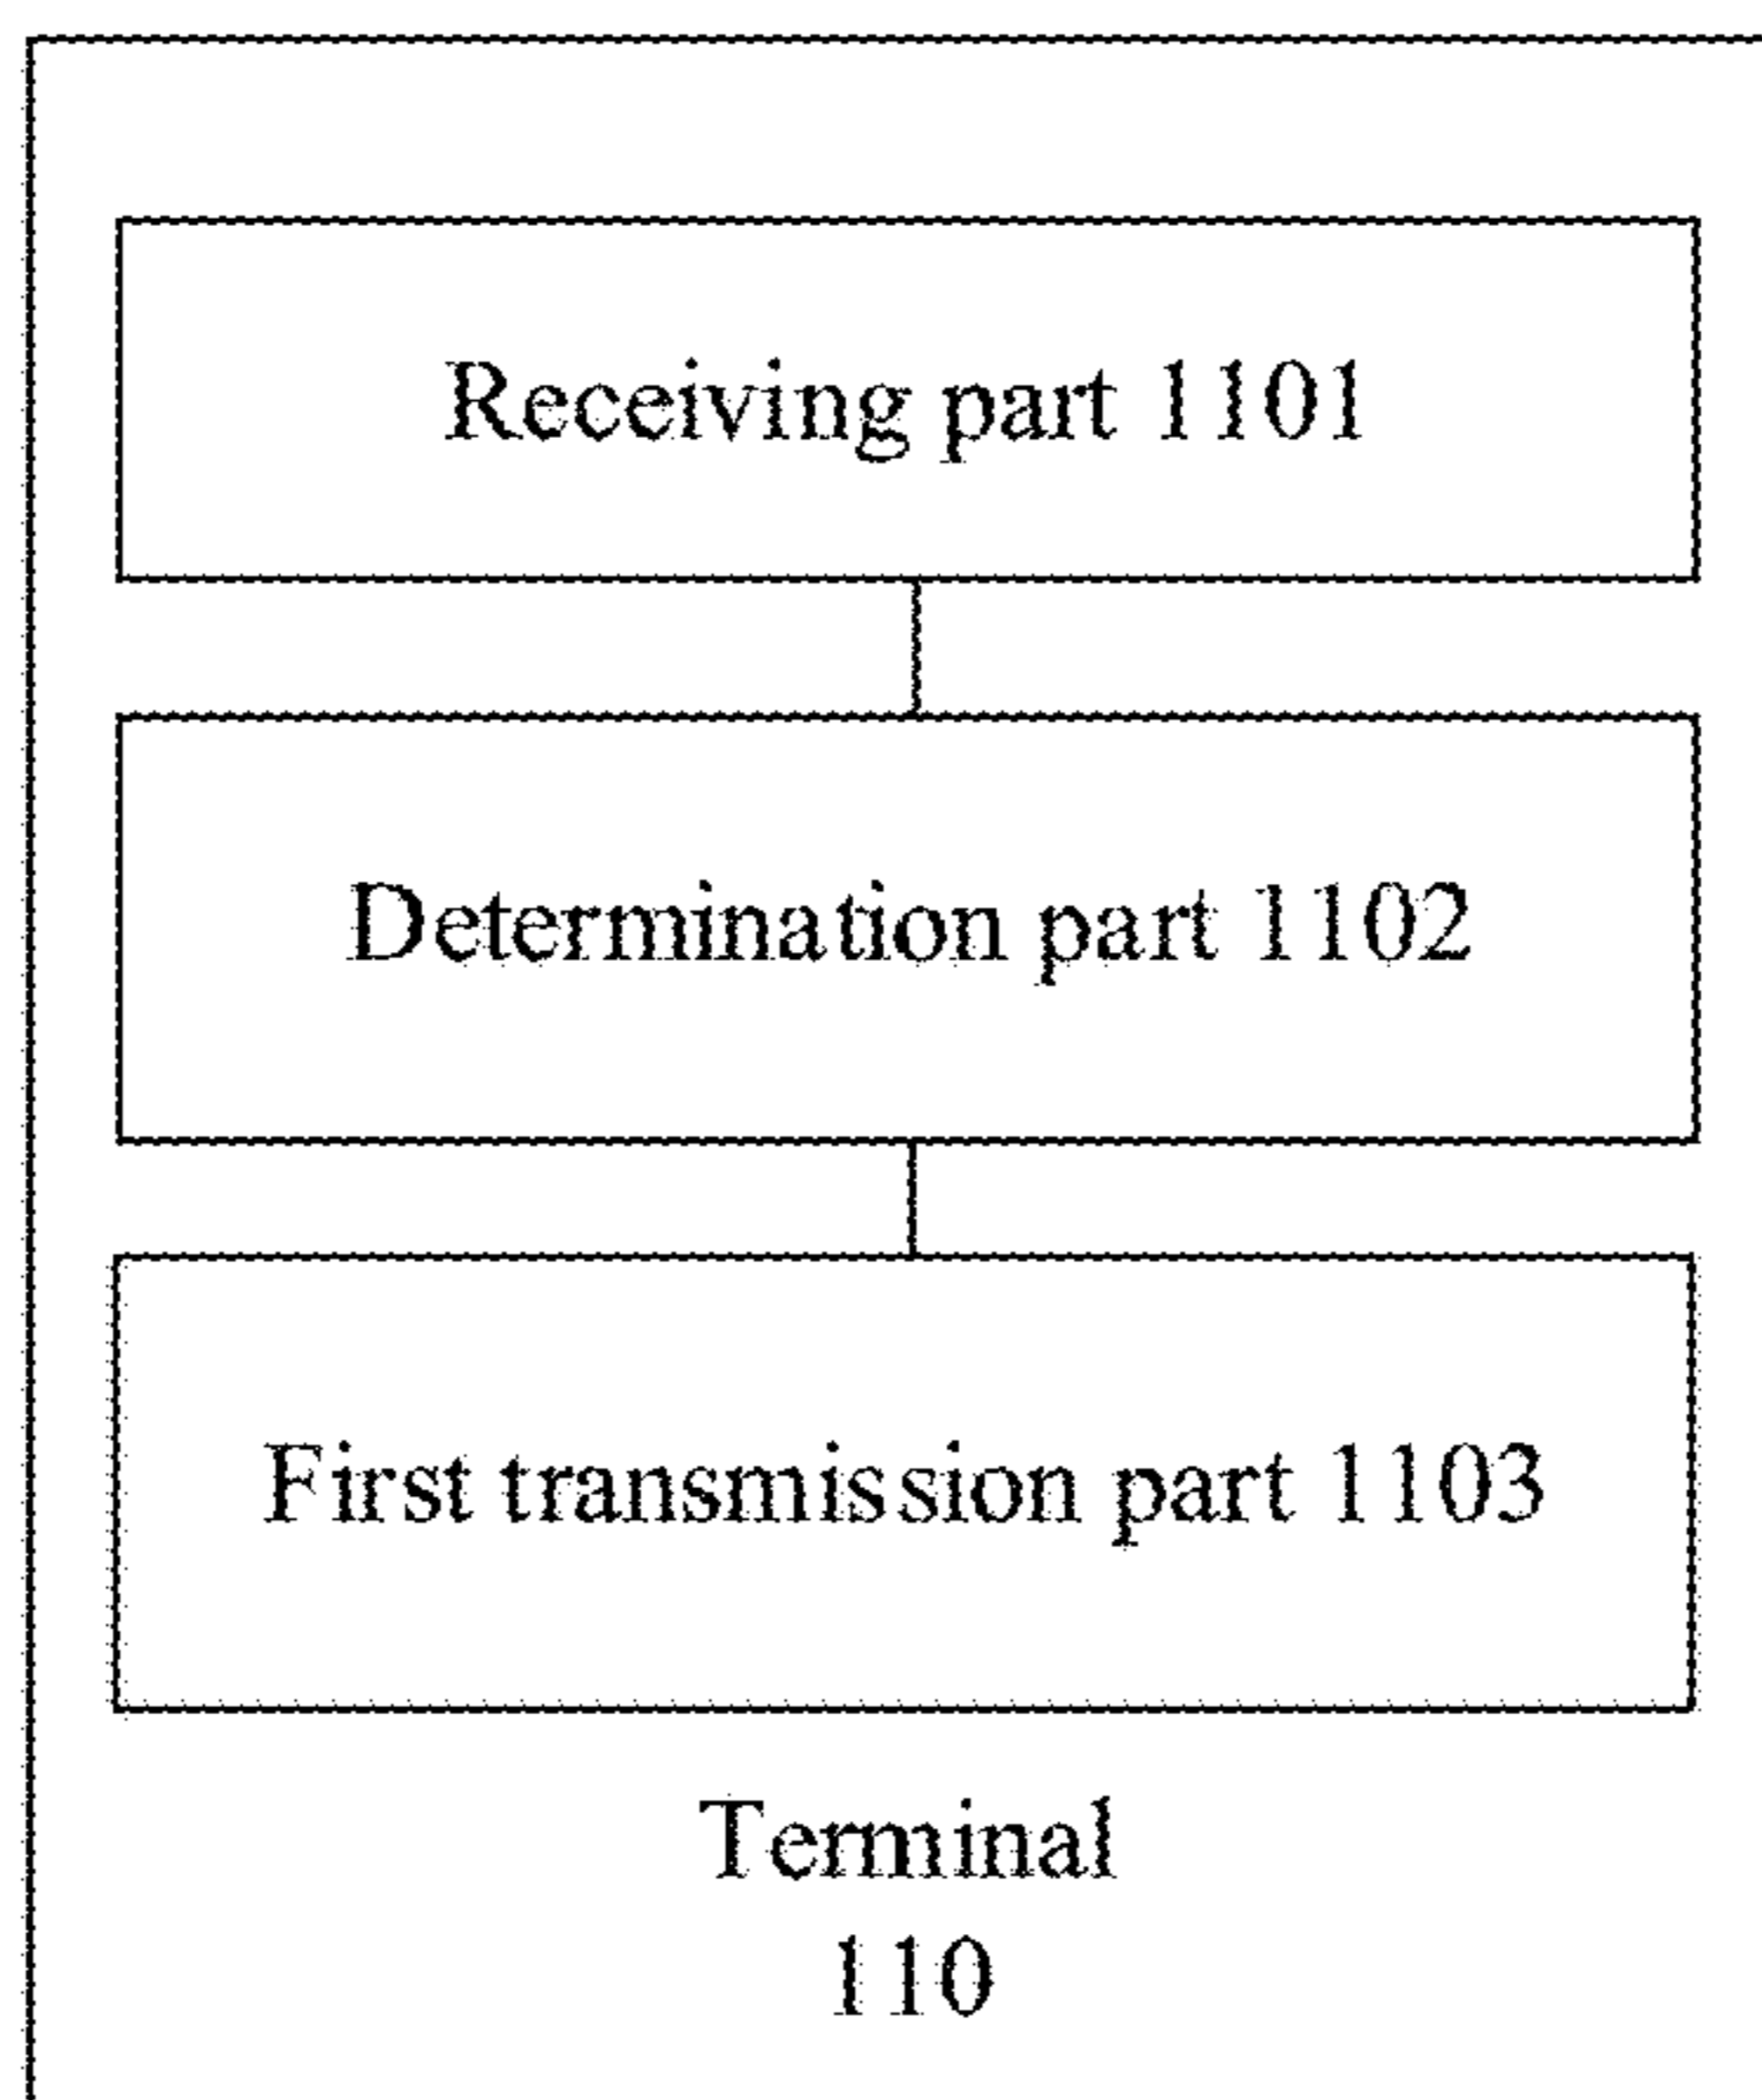 Receiving part 1101
Determination part 1102
First transmission part 1103
Terminal
110